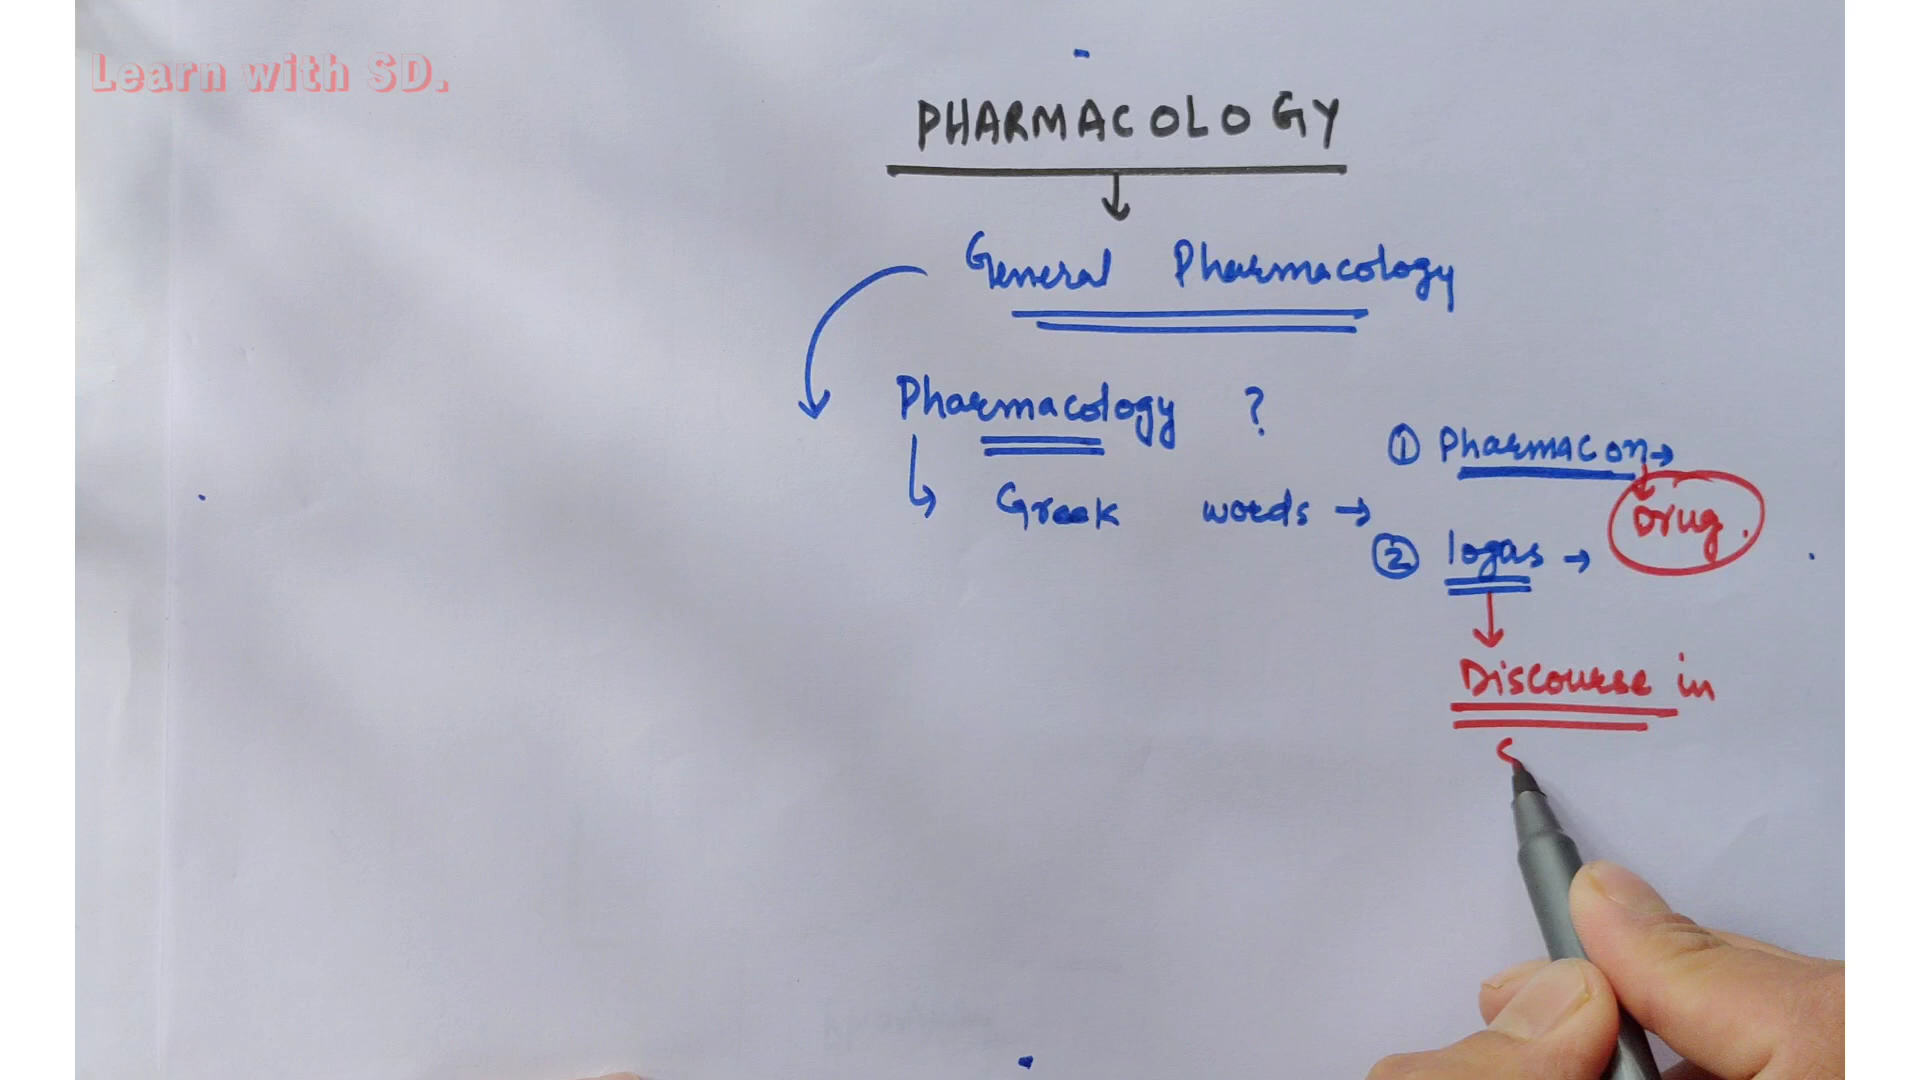 Learn with SD.
PHARMACOLOGY
General Pharmacology
Pharmacology ?
① Pharmacon →
Greek words →
Drug.
② logas →
Discourse in